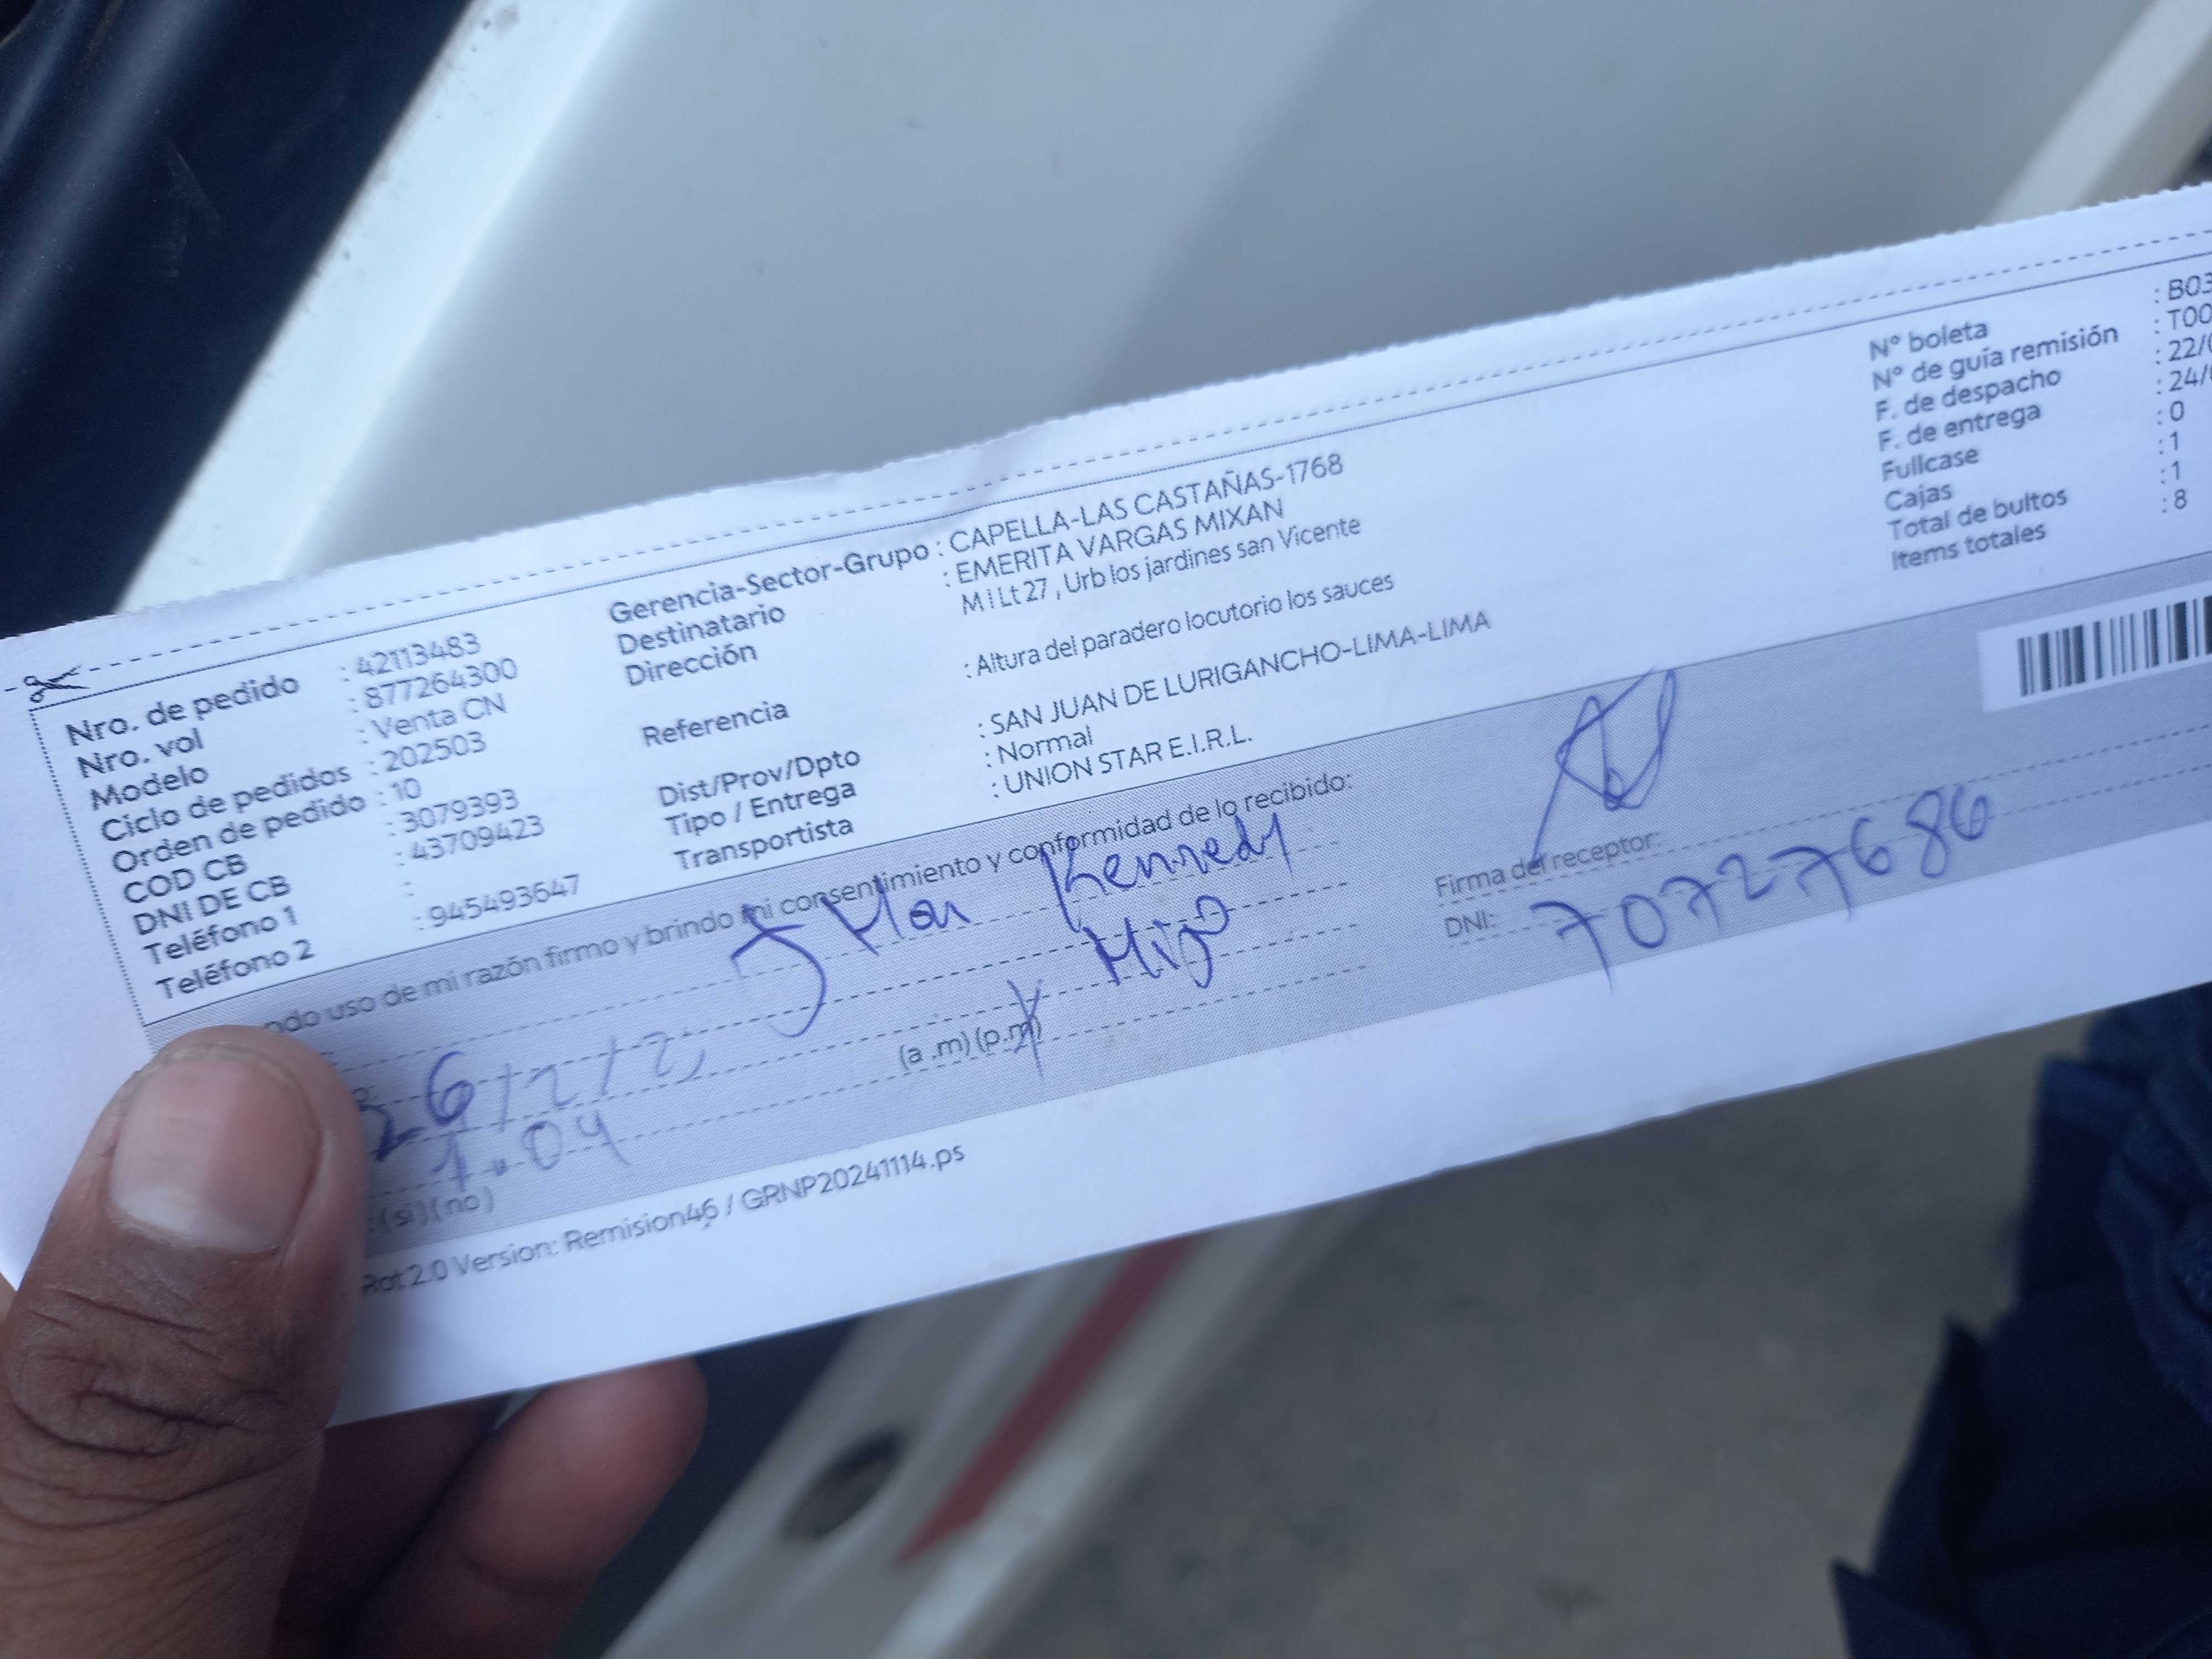 Nro. de pedido : 42113483
Nro. vol : 877264300
Modelo : Venta CN
Ciclo de pedidos : 202503
Orden de pedido : 10
COD CB : 3079393
DNI DE CB : 43709423
Teléfono 1 :
Teléfono 2 : 945493647
Gerencia-Sector-Grupo : CAPELLA-LAS CASTAÑAS-1768
Destinatario : EMERITA VARGAS MIXAN
Dirección M I Lt 27 , Urb los jardines san Vicente
Referencia : Altura del paradero locutorio los sauces
Dist/Prov/Dpto : SAN JUAN DE LURIGANCHO-LIMA-LIMA
Tipo / Entrega : Normal
Transportista : UNION STAR E.I.R.L.
N° boleta : B03
N° de guía remisión : T00
F. de despacho : 22/
F. de entrega : 24/
Fullcase : 0
Cajas : 1
Total de bultos : 1
Items totales : 8
ndo uso de mi razón firmo y brindo mi consentimiento y conformidad de lo recibido:
Kennedy
Hijo
26/2/2
1.04 (a .m) (p.m)
: (si) (no)
Firma del receptor:
DNI: 70727686
Rot 2.0 Version: Remision46 / GRNP20241114.ps